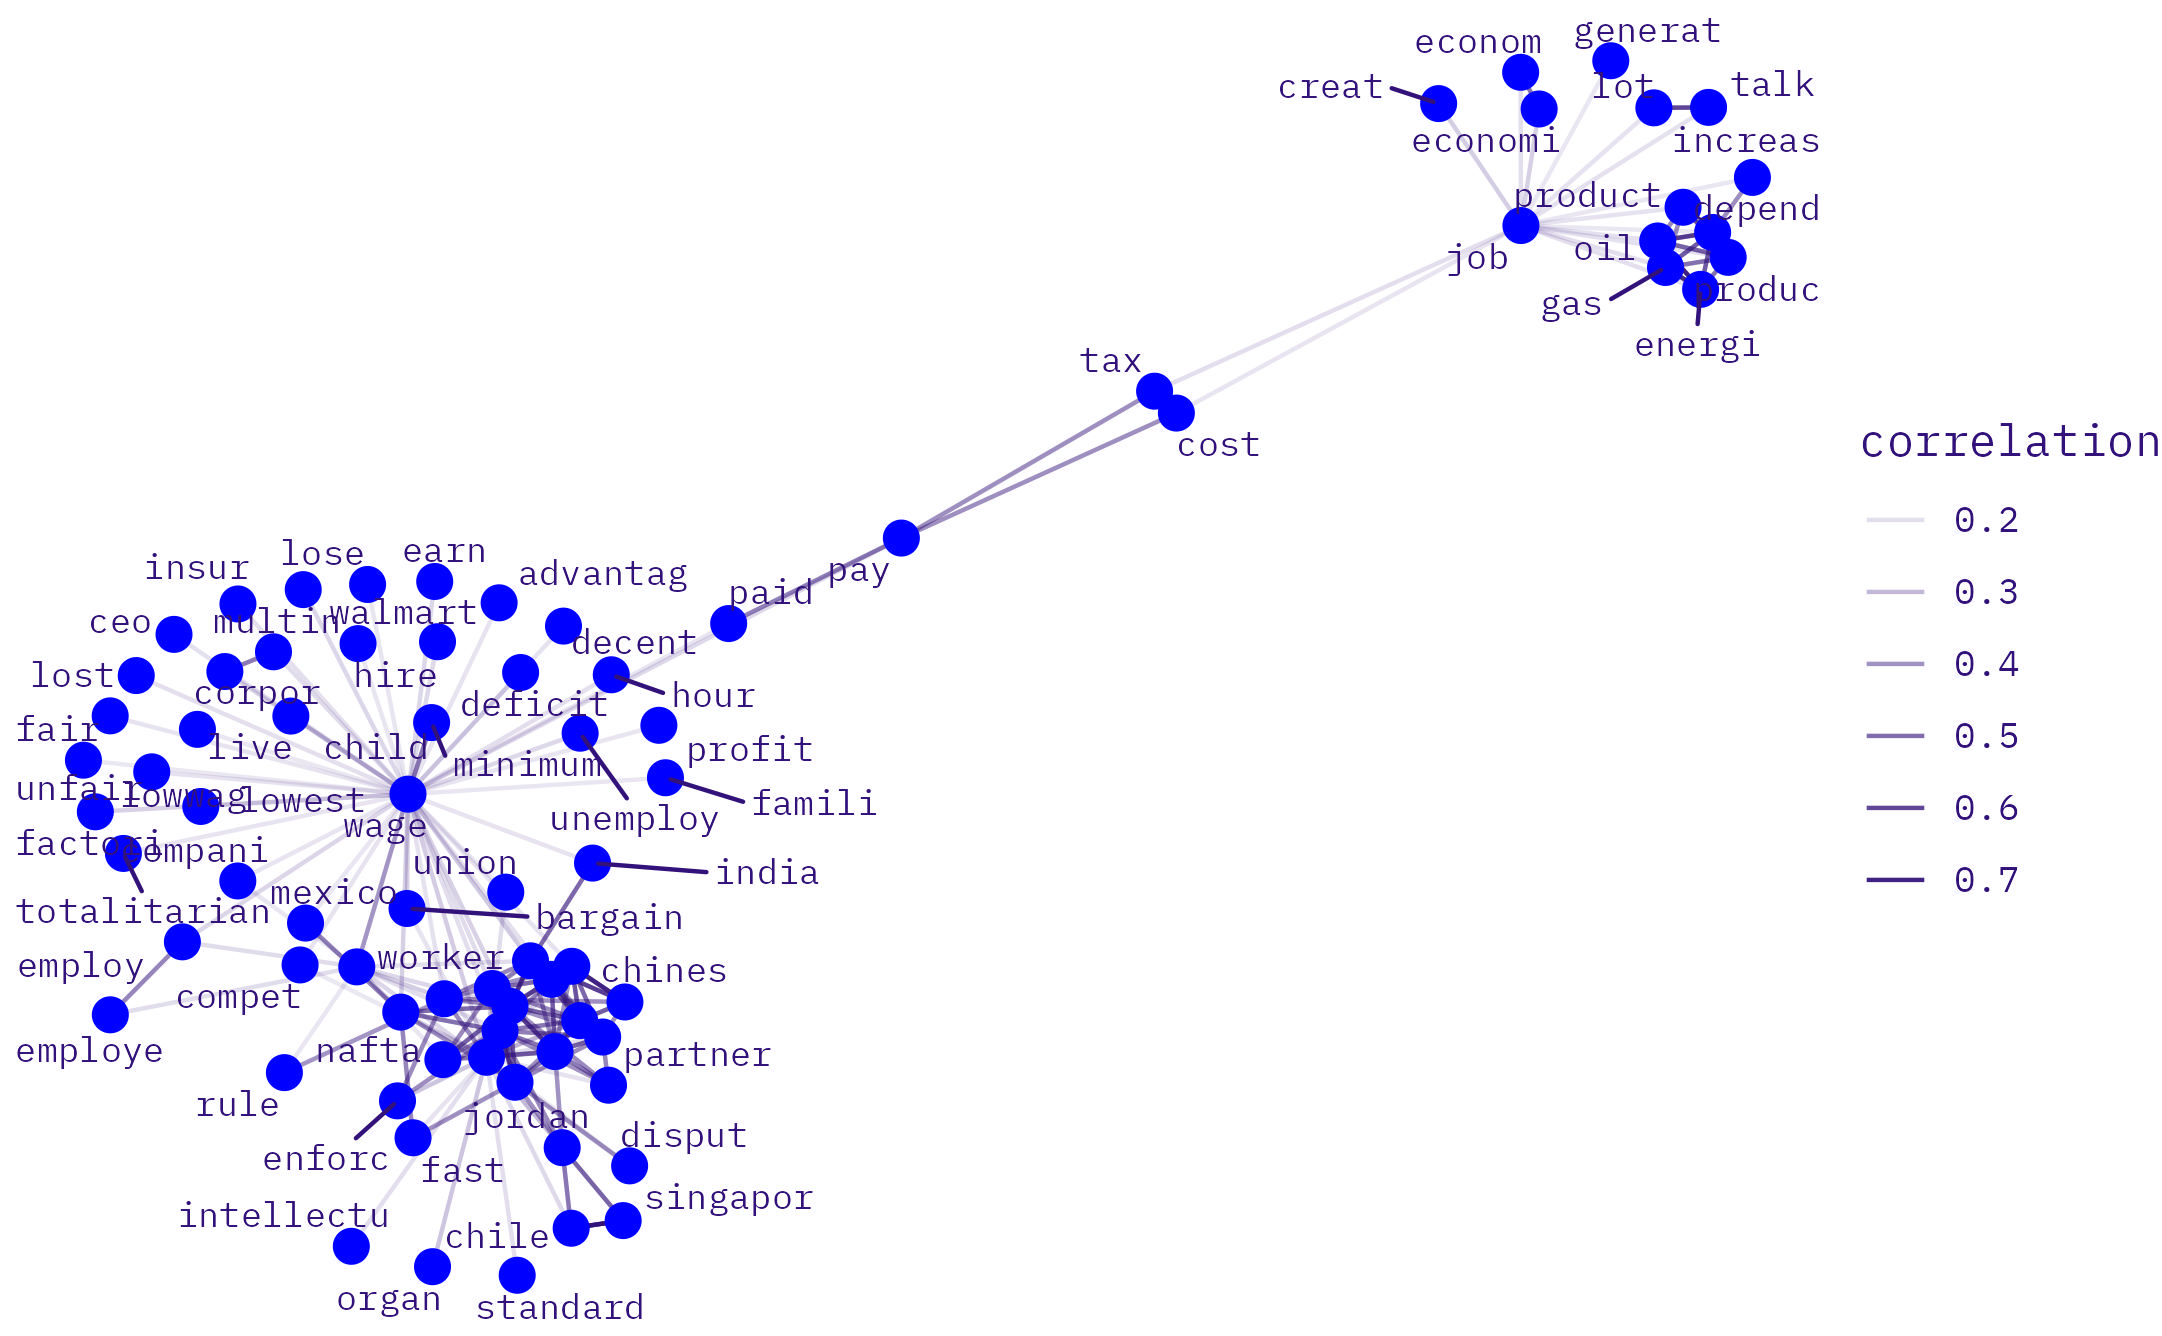 generat
econom
creat
lot
talk
economi
increas
product
depend
oil
job
gas
produc
energi
tax
cost
correlation
0.2
0.3
0.4
0.5
0.6
0.7
insur
lose
earn
advantag
pay
paid
ceo
multin
walmart
decent
lost
hire
corpor
hour
deficit
fair
live
child
profit
minimum
unfair
lowwag
lowest
famili
wage
unemploy
factori
compani
union
india
totalitarian
mexico
bargain
employ
worker
chines
compet
employe
nafta
partner
rule
jordan
disput
enforc
fast
singapor
intellectu
chile
organ
standard